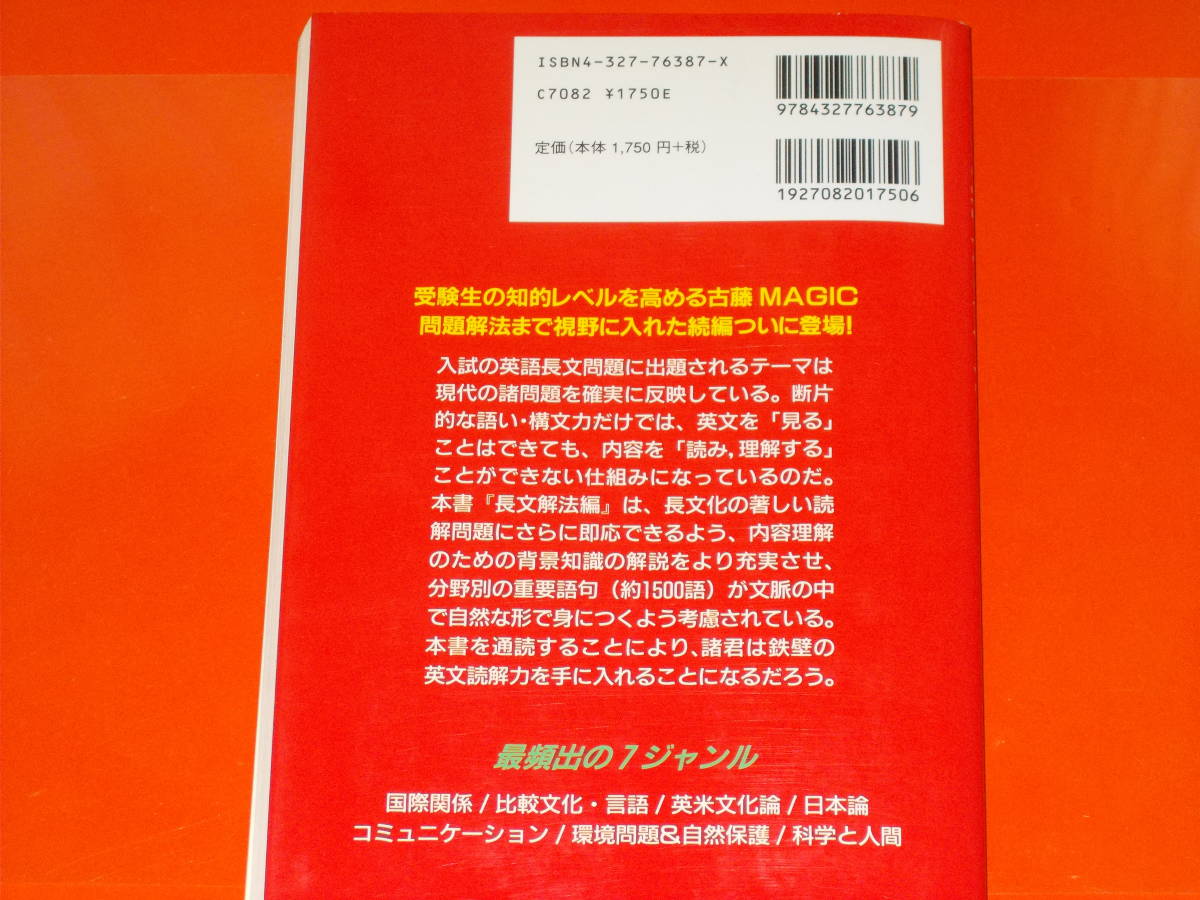 ISBN4-327-76387-X
C7082 ¥1750E
9784327763879
定価(本体 1,750 円+税)
1927082017506
受験生の知的レベルを高める古藤 MAGIC
問題解法まで視野に入れた続編ついに登場!
入試の英語長文問題に出題されるテーマは
現代の諸問題を確実に反映している。断片
的な語い・構文力だけでは、英文を「見る」
ことはできても、内容を「読み,理解する」
ことができない仕組みになっているのだ。
本書『長文解法編』は、長文化の著しい読
解問題にさらに即応できるよう、内容理解
のための背景知識の解説をより充実させ、
分野別の重要語句（約1500語）が文脈の中
で自然な形で身につくよう考慮されている。
本書を通読することにより、諸君は鉄壁の
英文読解力を手に入れることになるだろう。
最頻出の7ジャンル
国際関係 / 比較文化・言語 / 英米文化論 / 日本論
コミュニケーション / 環境問題&自然保護 / 科学と人間